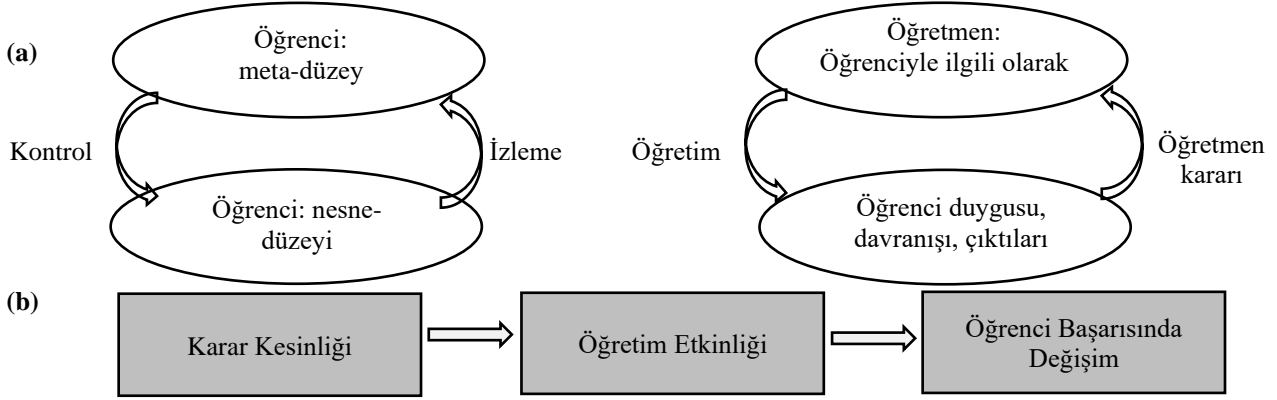 (a)
Öğrenci:
meta-düzey
Kontrol
İzleme
Öğrenci: nesne-
düzeyi
Öğretmen:
Öğrenciyle ilgili olarak
Öğretim
Öğretmen
kararı
Öğrenci duygusu,
davranışı, çıktıları
(b)
Karar Kesinliği
Öğretim Etkinliği
Öğrenci Başarısında
Değişim